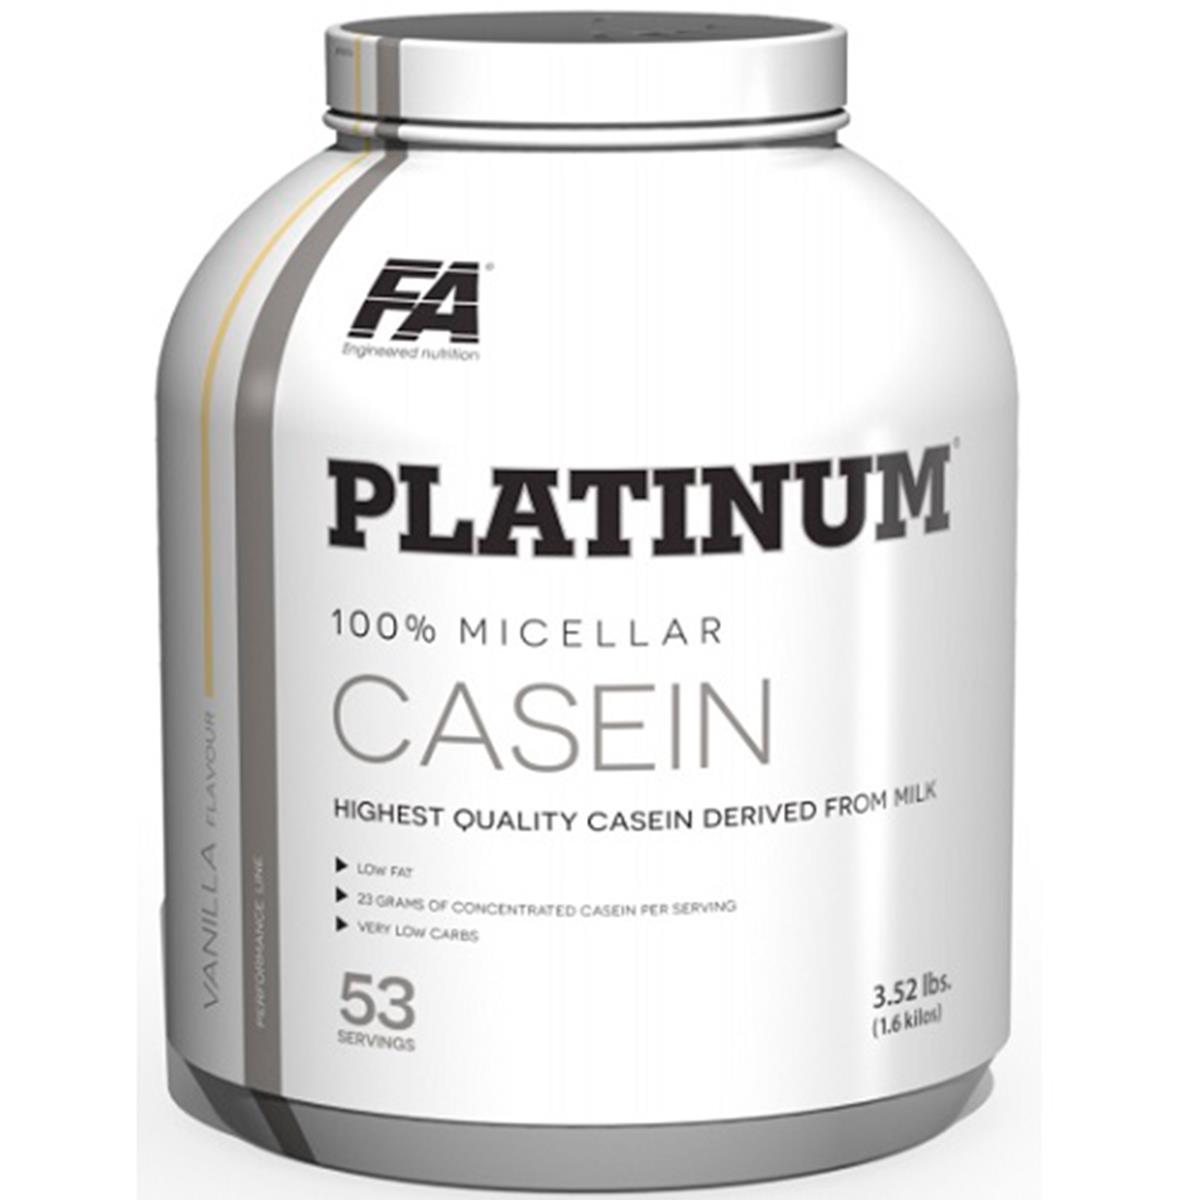 FA®
Engineered nutrition
PLATINUM®
100% MICELLAR
CASEIN
HIGHEST QUALITY CASEIN DERIVED FROM MILK
LOW FAT
23 GRAMS OF CONCENTRATED CASEIN PER SERVING
VERY LOW CARBS
53
SERVINGS
3.52 lbs.
(1.6 kilos)
VANILLA FLAVOUR
PERFORMANCE LINE